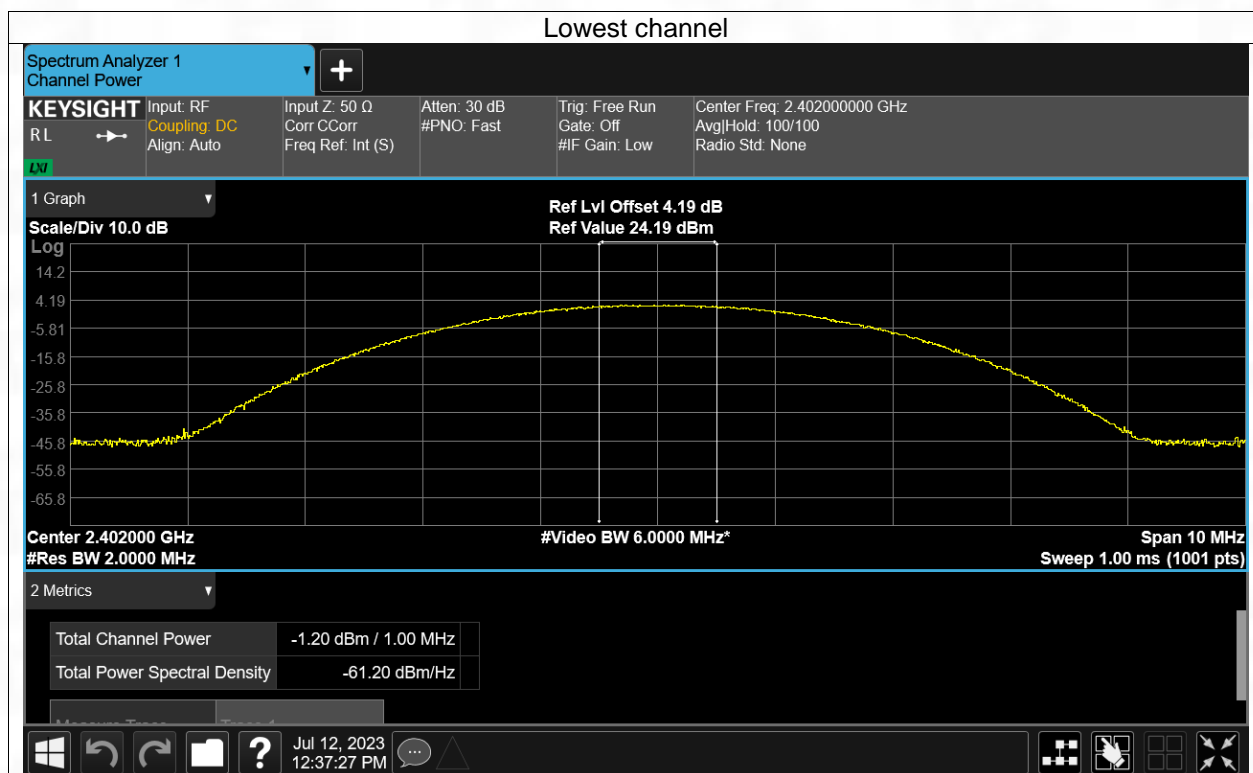 Lowest channel
Spectrum Analyzer 1
Channel Power
KEYSIGHT
R L
LXI
Input: RF
Coupling: DC
Align: Auto
Input Z: 50 Ω
Corr CCorr
Freq Ref: Int (S)
Atten: 30 dB
#PNO: Fast
Trig: Free Run
Gate: Off
#IF Gain: Low
Center Freq: 2.402000000 GHz
Avg|Hold: 100/100
Radio Std: None
1 Graph
Scale/Div 10.0 dB
Ref Lvl Offset 4.19 dB
Ref Value 24.19 dBm
Log
14.2
4.19
-5.81
-15.8
-25.8
-35.8
-45.8
-55.8
-65.8
Center 2.402000 GHz
#Res BW 2.0000 MHz
#Video BW 6.0000 MHz*
Span 10 MHz
Sweep 1.00 ms (1001 pts)
2 Metrics
Total Channel Power -1.20 dBm / 1.00 MHz
Total Power Spectral Density -61.20 dBm/Hz
Jul 12, 2023
12:37:27 PM